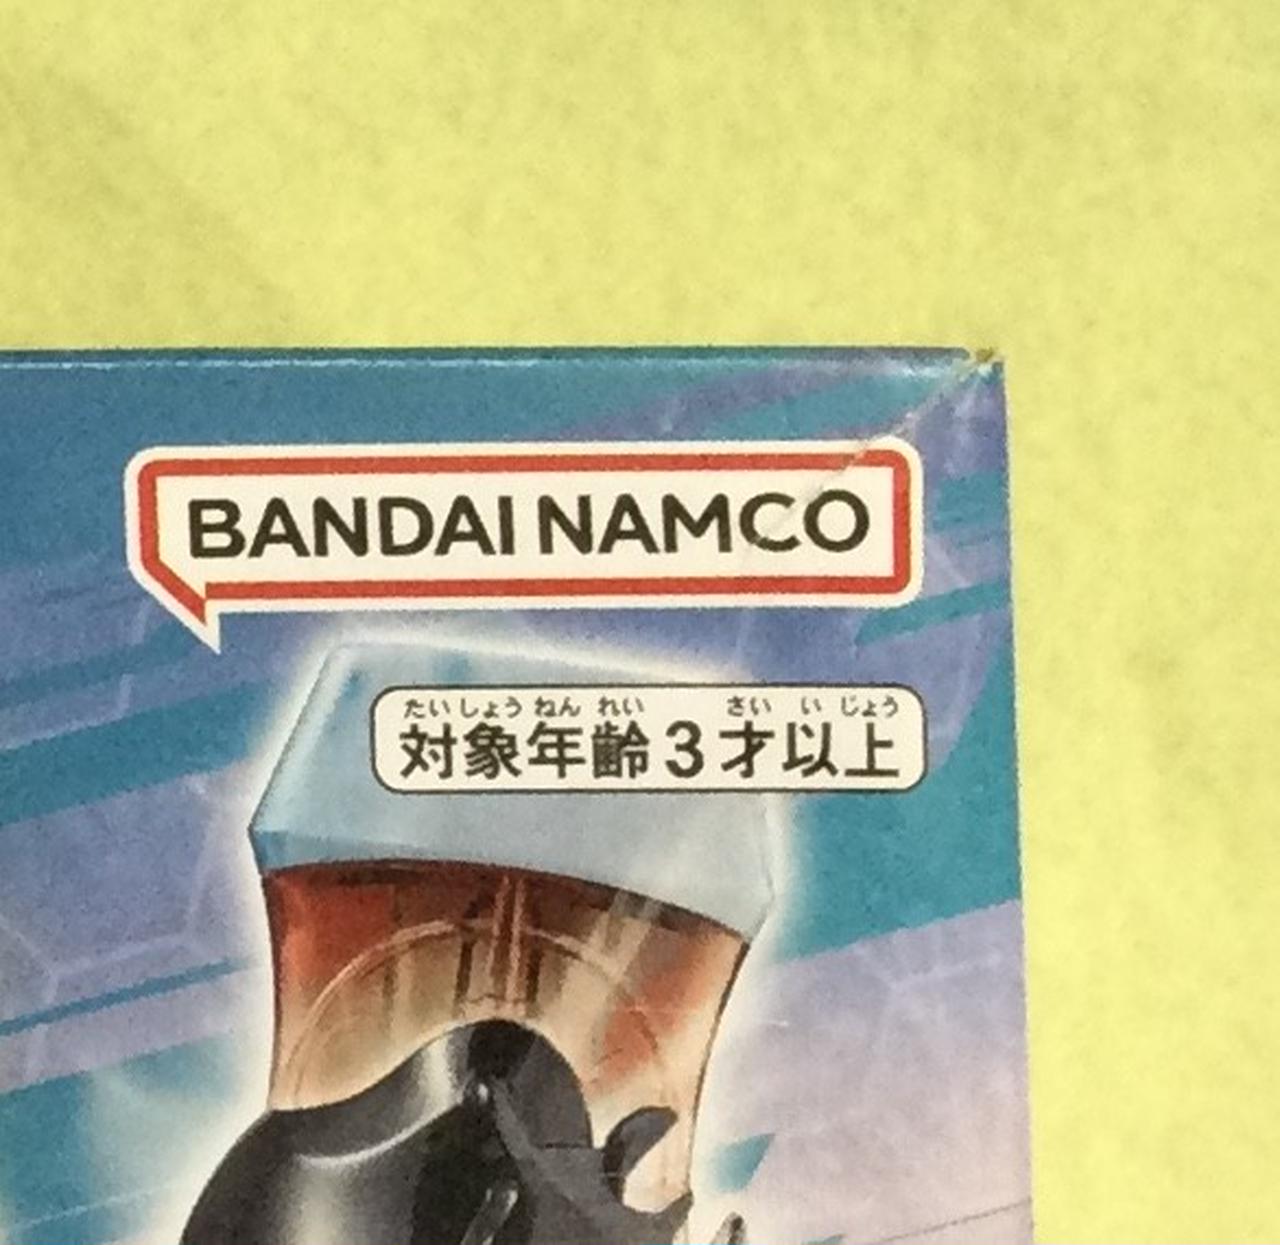 BANDAI NAMCO
たいしょう ねん れい さい い じょう
対象年齢3才以上